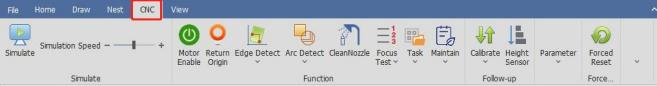 File Home Draw Nest CNC View
Simulate
Simulation Speed
Motor Enable
Return Origin
Edge Detect
Arc Detect
CleanNozzle
Focus Test
Task
Maintain
Calibrate
Height Sensor
Parameter
Forced Reset
Simulate Function Follow-up Force...